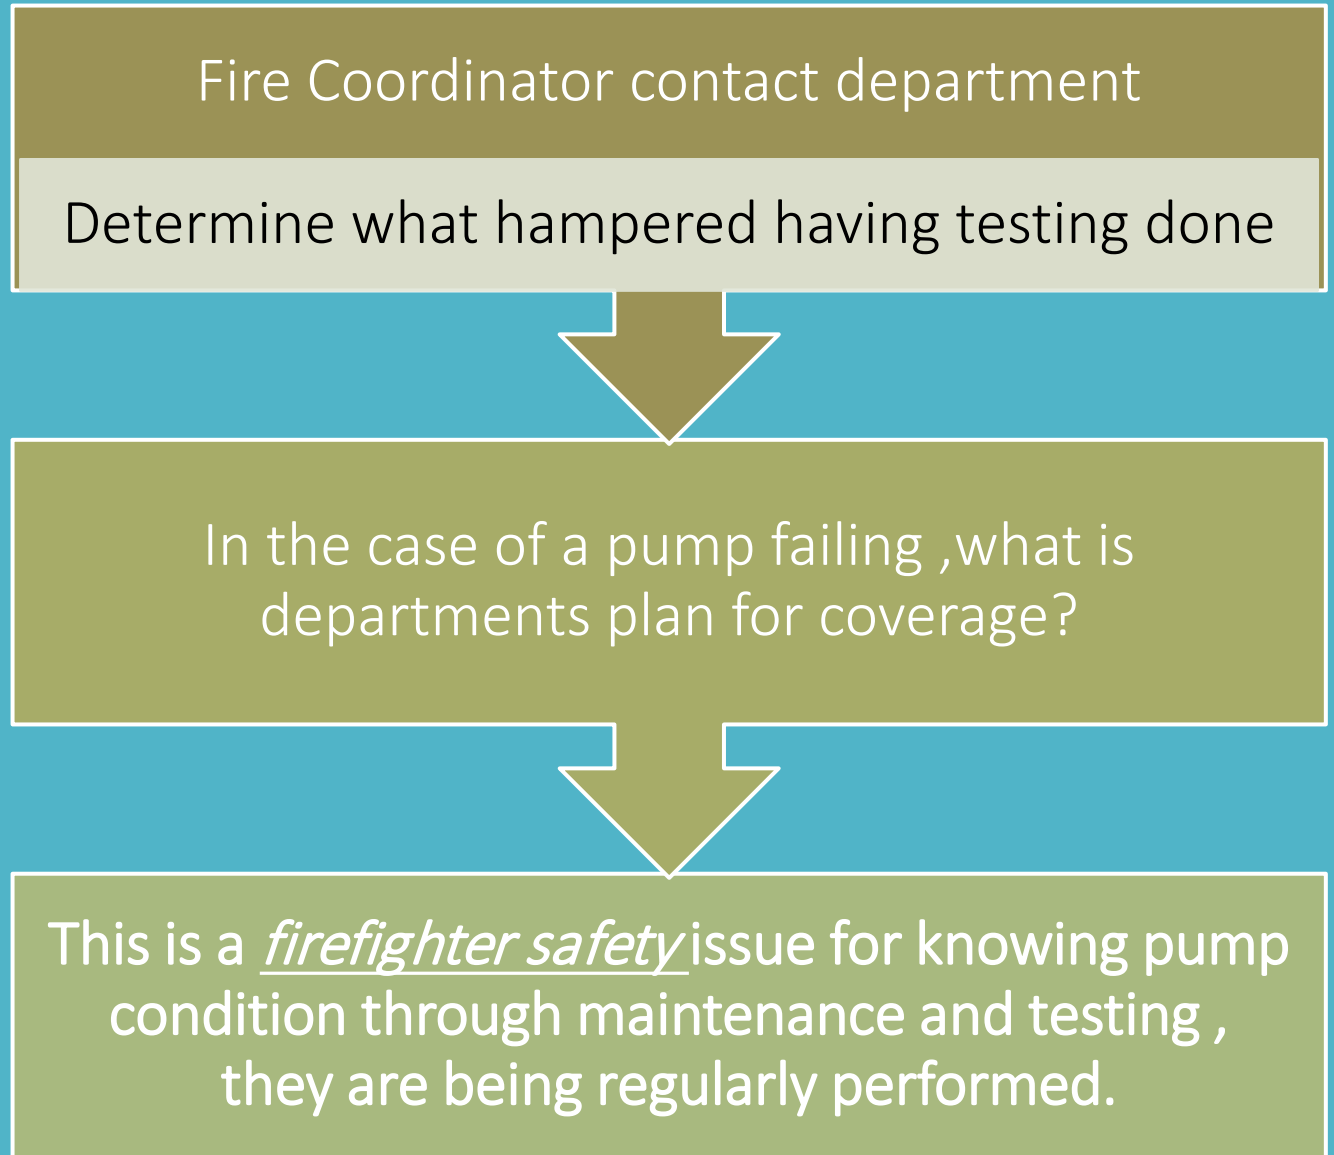 Fire Coordinator contact department
Determine what hampered having testing done
In the case of a pump failing ,what is
departments plan for coverage?
This is a firefighter safety issue for knowing pump
condition through maintenance and testing ,
they are being regularly performed.